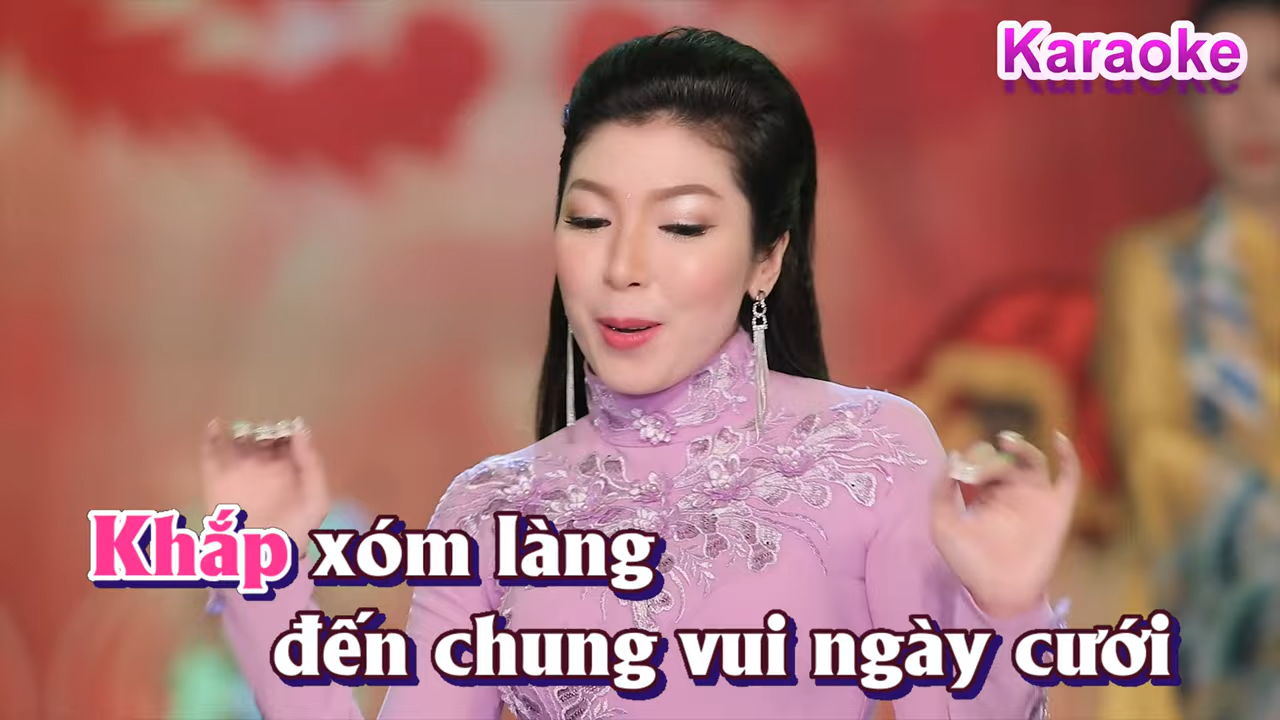 Karaoke
Khắp xóm làng
đến chung vui ngày cưới